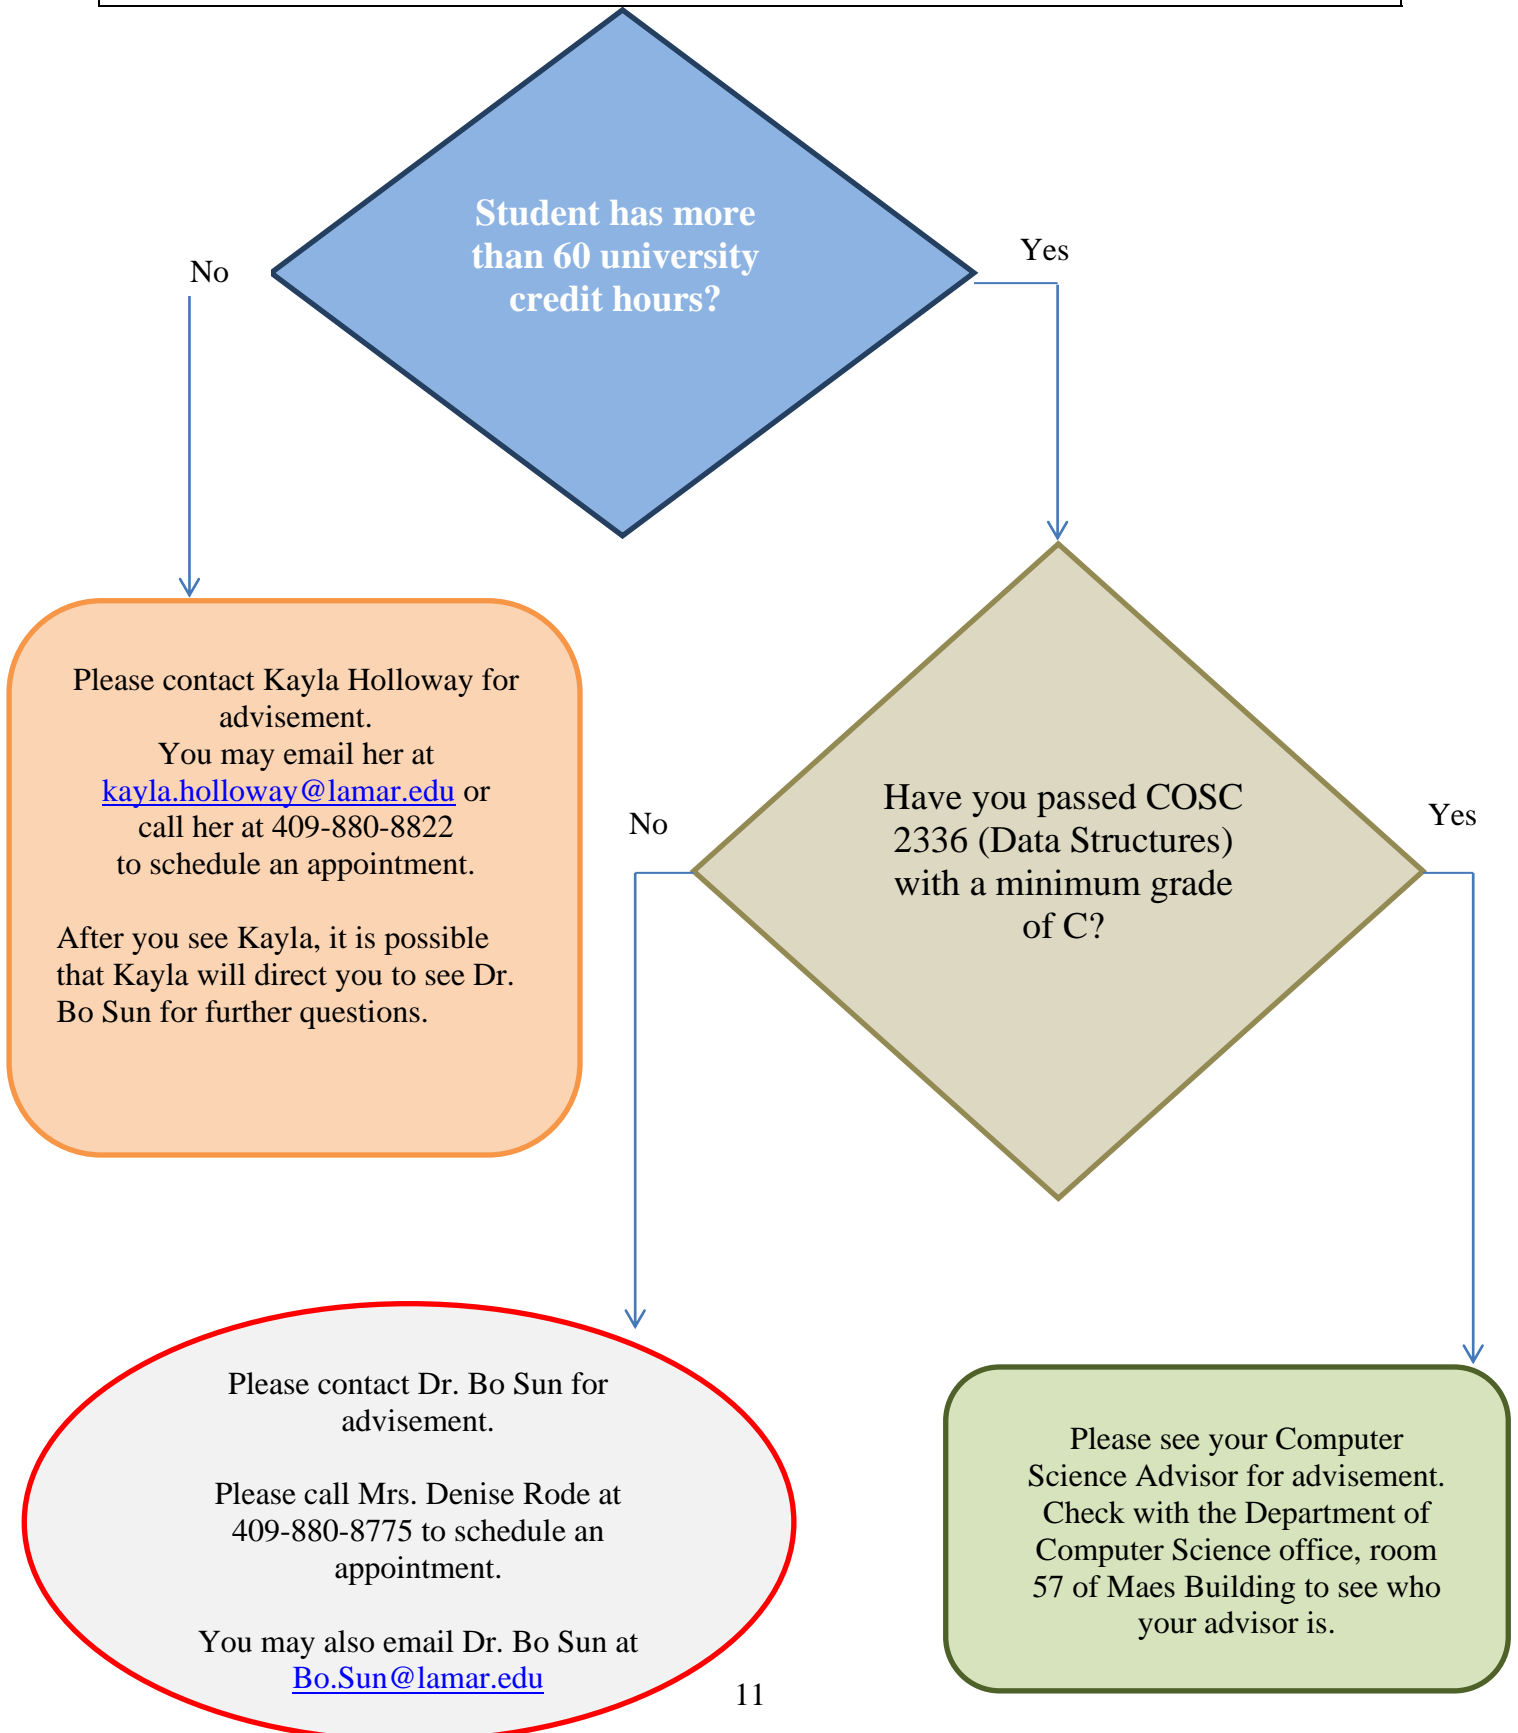 Student has more
than 60 university
credit hours?
No
Yes
Please contact Kayla Holloway for
advisement.
You may email her at
kayla.holloway@lamar.edu or
call her at 409-880-8822
to schedule an appointment.
After you see Kayla, it is possible
that Kayla will direct you to see Dr.
Bo Sun for further questions.
No
Have you passed COSC
2336 (Data Structures)
with a minimum grade
of C?
Yes
Please contact Dr. Bo Sun for
advisement.
Please call Mrs. Denise Rode at
409-880-8775 to schedule an
appointment.
You may also email Dr. Bo Sun at
Bo.Sun@lamar.edu
Please see your Computer
Science Advisor for advisement.
Check with the Department of
Computer Science office, room
57 of Maes Building to see who
your advisor is.
11